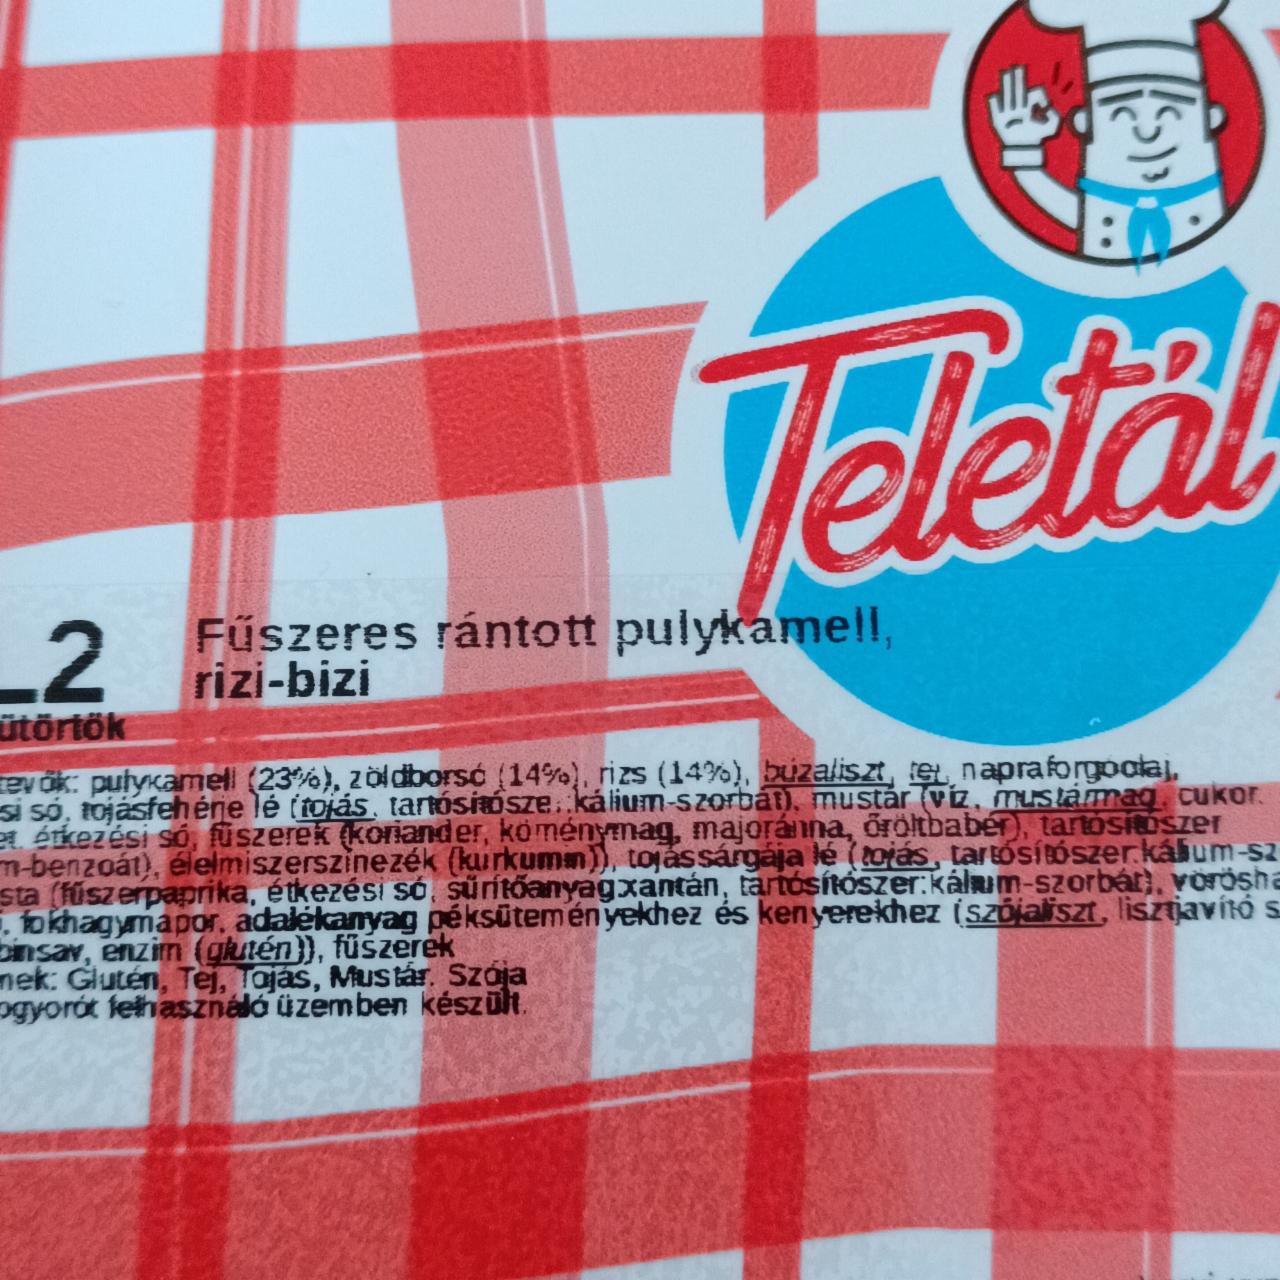 Teletál
L2
Fűszeres rántott pulykamell,
rizi-bizi
ütörtök
tevők: pulykamell (23%), zöldborsó (14%), rizs (14%), búzaliszt, tej, napraforgóolaj,
si só, tojásfehérje lé (tojás, tartósítósze.:kálium-szorbát), mustár (víz, mustármag, cukor,
et, étkezési só, fűszerek (koriander, köménymag, majoránna, őröltbabér), tartósítószer
m-benzoát), élelmiszerszínezék (kurkumin)), tojássárgája lé (tojás, tartósítószer:kálium-sz
sta (fűszerpaprika, étkezési só, sűrítőanyag:xantán, tartósítószer:kálium-szorbát), vörösha
, fokhagymapor, adalékanyag péksüteményekhez és kenyerekhez (szójaliszt, lisztjavító s
binsav, enzim (glutén)), fűszerek
nek: Glutén, Tej, Tojás, Mustár, Szója
ogyorót felhasználó üzemben készült.